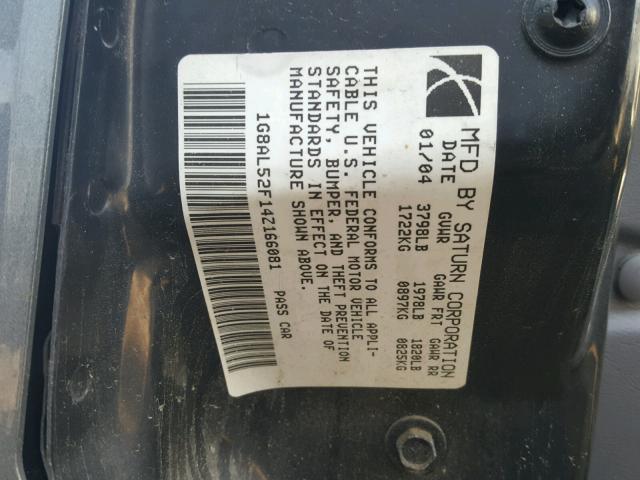 MFD BY SATURN CORPORATION
DATE GVWR GAWR FRT GAWR RR
01/04 3798LB 1978LB 1820LB
1722KG 0897KG 0825KG
THIS VEHICLE CONFORMS TO ALL APPLI-
CABLE U.S. FEDERAL MOTOR VEHICLE
SAFETY, BUMPER, AND THEFT PREVENTION
STANDARDS IN EFFECT ON THE DATE OF
MANUFACTURE SHOWN ABOVE.
1G8AL52F14Z166081 PASS CAR